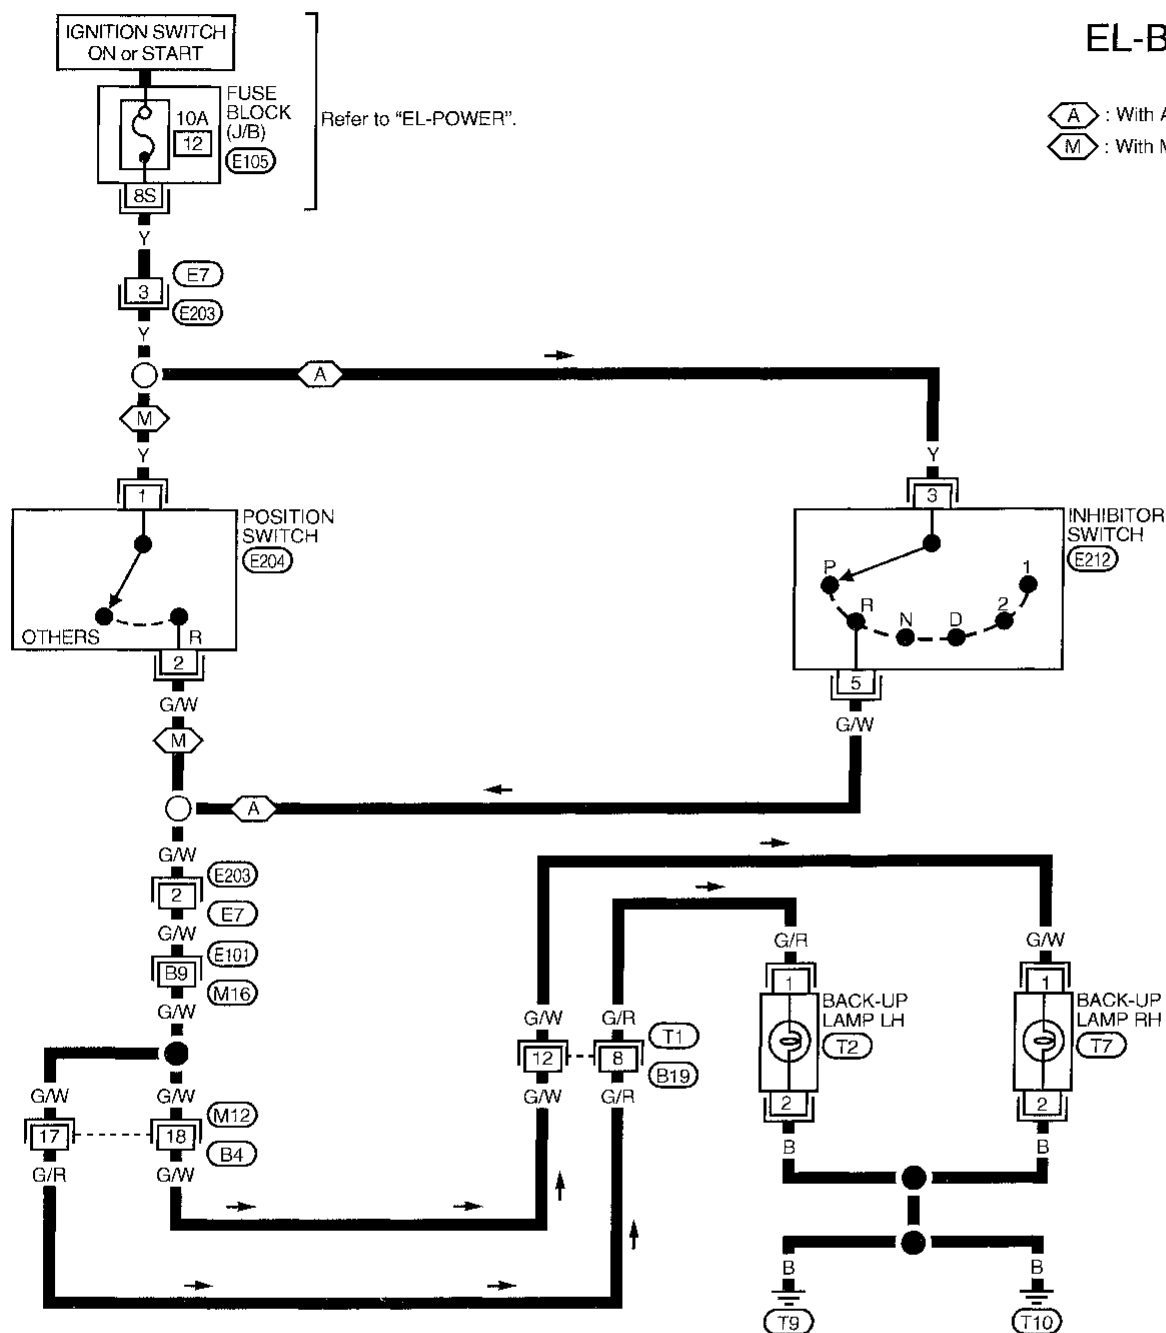 IGNITION SWITCH
ON or START
EL-B
FUSE
BLOCK
(J/B)
10A
12
E105
Refer to "EL-POWER".
A : With A
M : With M
8S
Y
E7
3
E203
Y
A
M
Y
Y
1
3
POSITION
SWITCH
E204
INHIBITOR
SWITCH
E212
P
R
N
D
2
1
OTHERS
R
2
5
G/W
G/W
M
A
G/W
E203
2
E7
G/W
E101
B9
M16
G/W
G/R
G/W
1
1
BACK-UP
LAMP LH
T2
BACK-UP
LAMP RH
T7
G/W
G/R
T1
12
8
B19
G/W
G/R
2
2
G/W
G/W
M12
17
18
B4
G/R
G/W
B
B
B
B
T9
T10